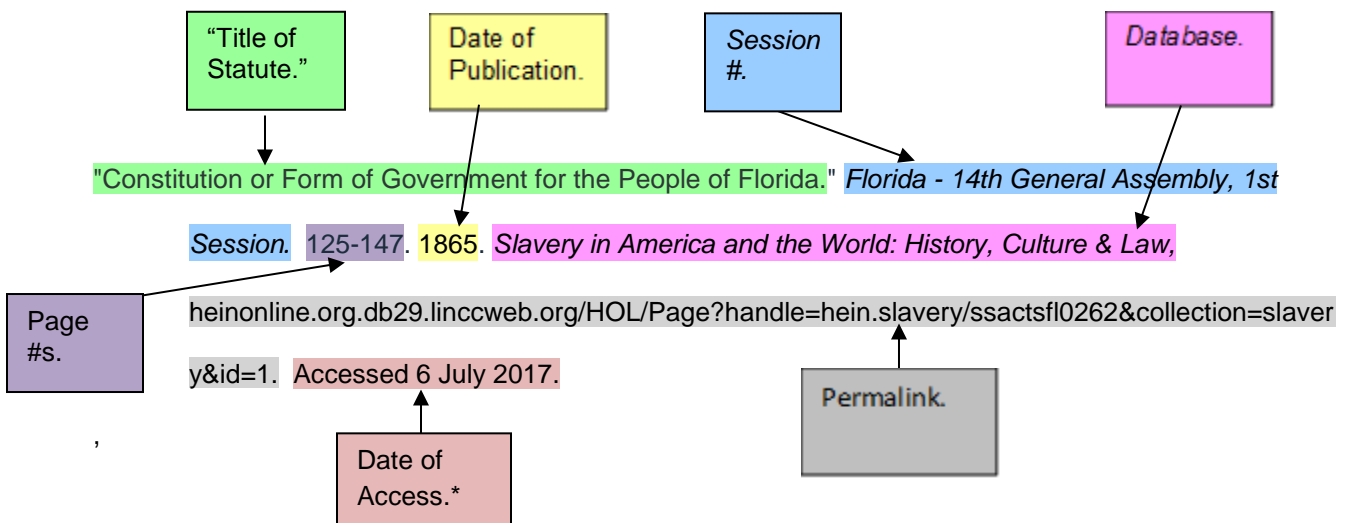 “Title of
Statute.”
Date of
Publication.
Session
#.
Database.
"Constitution or Form of Government for the People of Florida." Florida - 14th General Assembly, 1st
Session. 125-147. 1865. Slavery in America and the World: History, Culture & Law,
Page
#s.
heinonline.org.db29.linccweb.org/HOL/Page?handle=hein.slavery/ssactsfl0262&collection=slaver
y&id=1. Accessed 6 July 2017.
Permalink.
,
Date of
Access.*